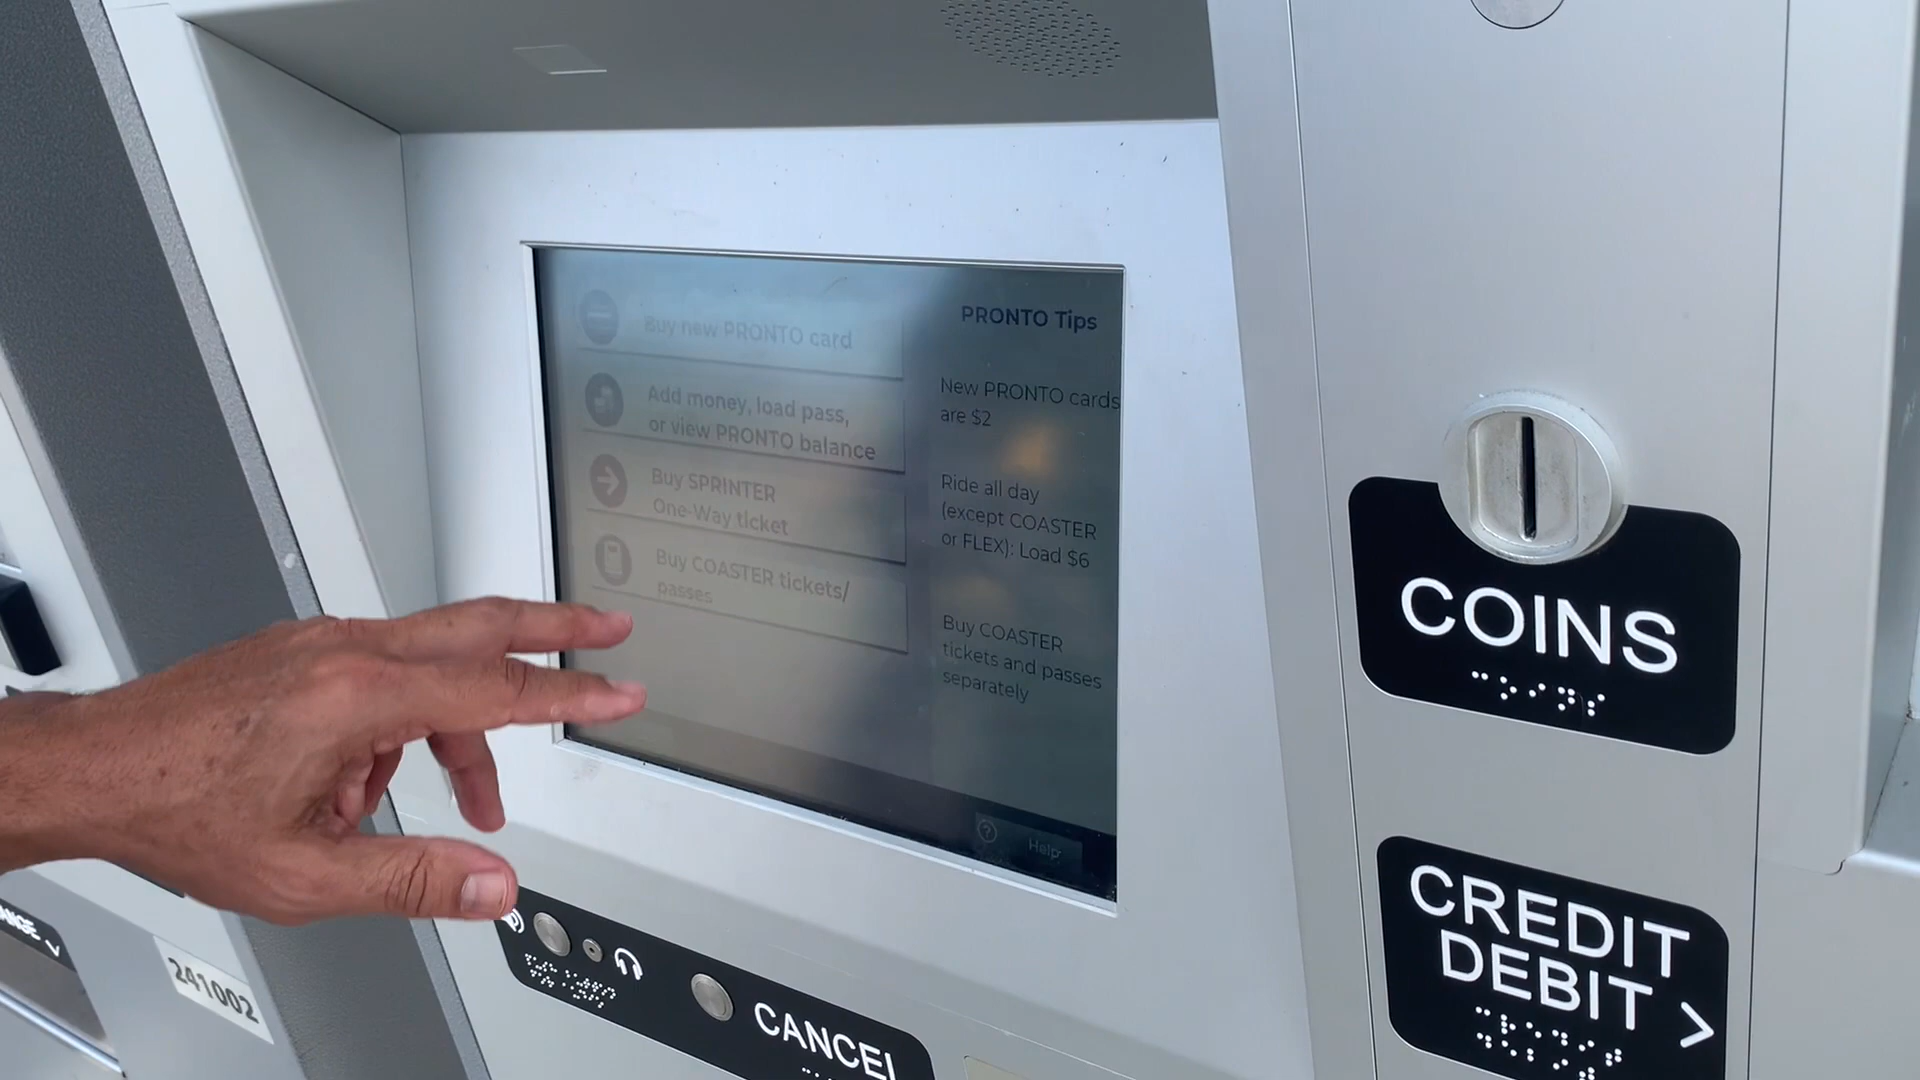 Buy new PRONTO card
Add money, load pass,
or view PRONTO balance
Buy SPRINTER
One-Way ticket
Buy COASTER tickets/
passes
PRONTO Tips
New PRONTO cards
are $2
Ride all day
(except COASTER
or FLEX): Load $6
Buy COASTER
tickets and passes
separately
? Help
COINS
CREDIT
DEBIT >
CANCEL
241002